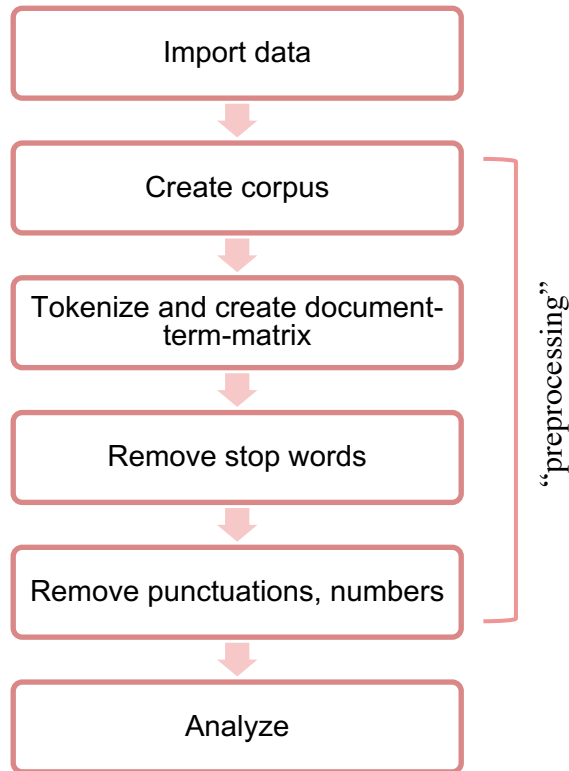 Import data
Create corpus
Tokenize and create document-
term-matrix
Remove stop words
Remove punctuations, numbers
Analyze
“preprocessing”